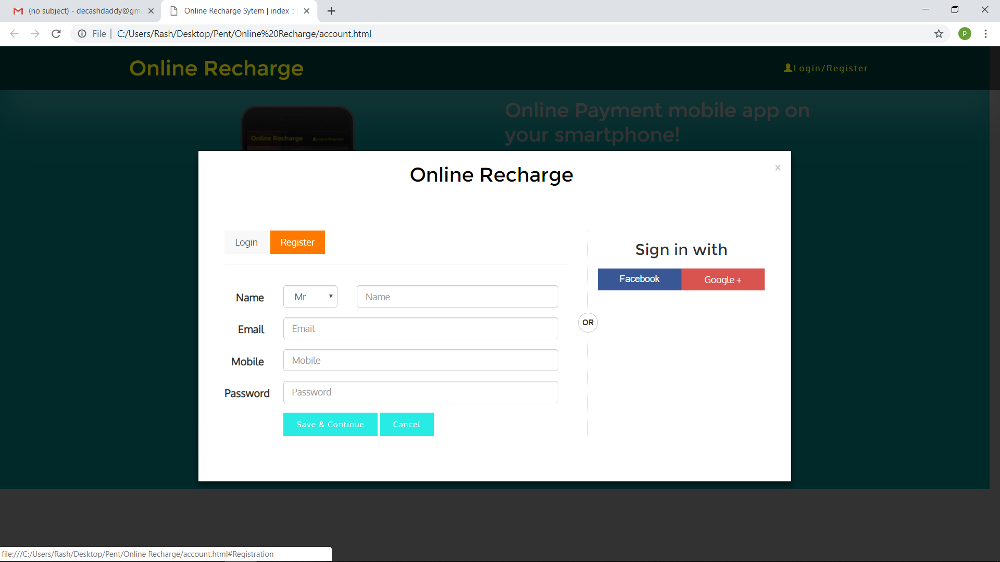 (no subject) - decashdaddy@gm
Online Recharge Sytem | index ::
File | C:/Users/Rash/Desktop/Pent/Online%20Recharge/account.html
p
Online Recharge
Login/Register
Online Payment mobile app on
your smartphone!
Online Recharge
Login/Register
Online Recharge
×
Login
Register
Sign in with
Facebook
Google +
Name
Mr.
Name
Email
Email
OR
Mobile
Mobile
Password
Password
Save & Continue
Cancel
file:///C:/Users/Rash/Desktop/Pent/Online Recharge/account.html#Registration